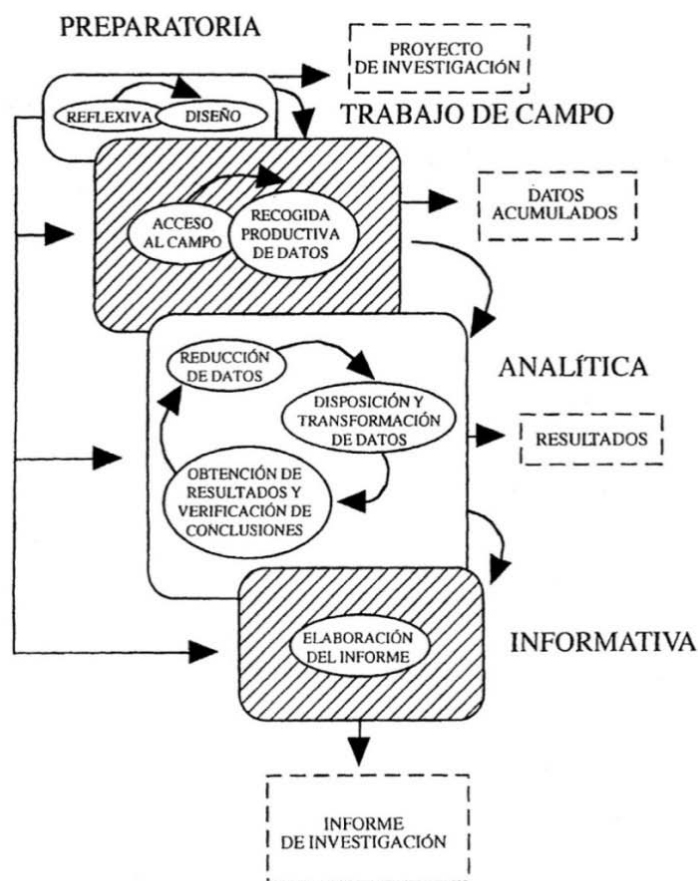 PREPARATORIA
PROYECTO
DE INVESTIGACIÓN
REFLEXIVA
DISEÑO
TRABAJO DE CAMPO
ACCESO
AL CAMPO
RECOGIDA
PRODUCTIVA
DE DATOS
DATOS
ACUMULADOS
REDUCCIÓN
DE DATOS
ANALÍTICA
DISPOSICIÓN Y
TRANSFORMACIÓN
DE DATOS
RESULTADOS
OBTENCIÓN DE
RESULTADOS Y
VERIFICACIÓN DE
CONCLUSIONES
ELABORACIÓN
DEL INFORME
INFORMATIVA
INFORME
DE INVESTIGACIÓN